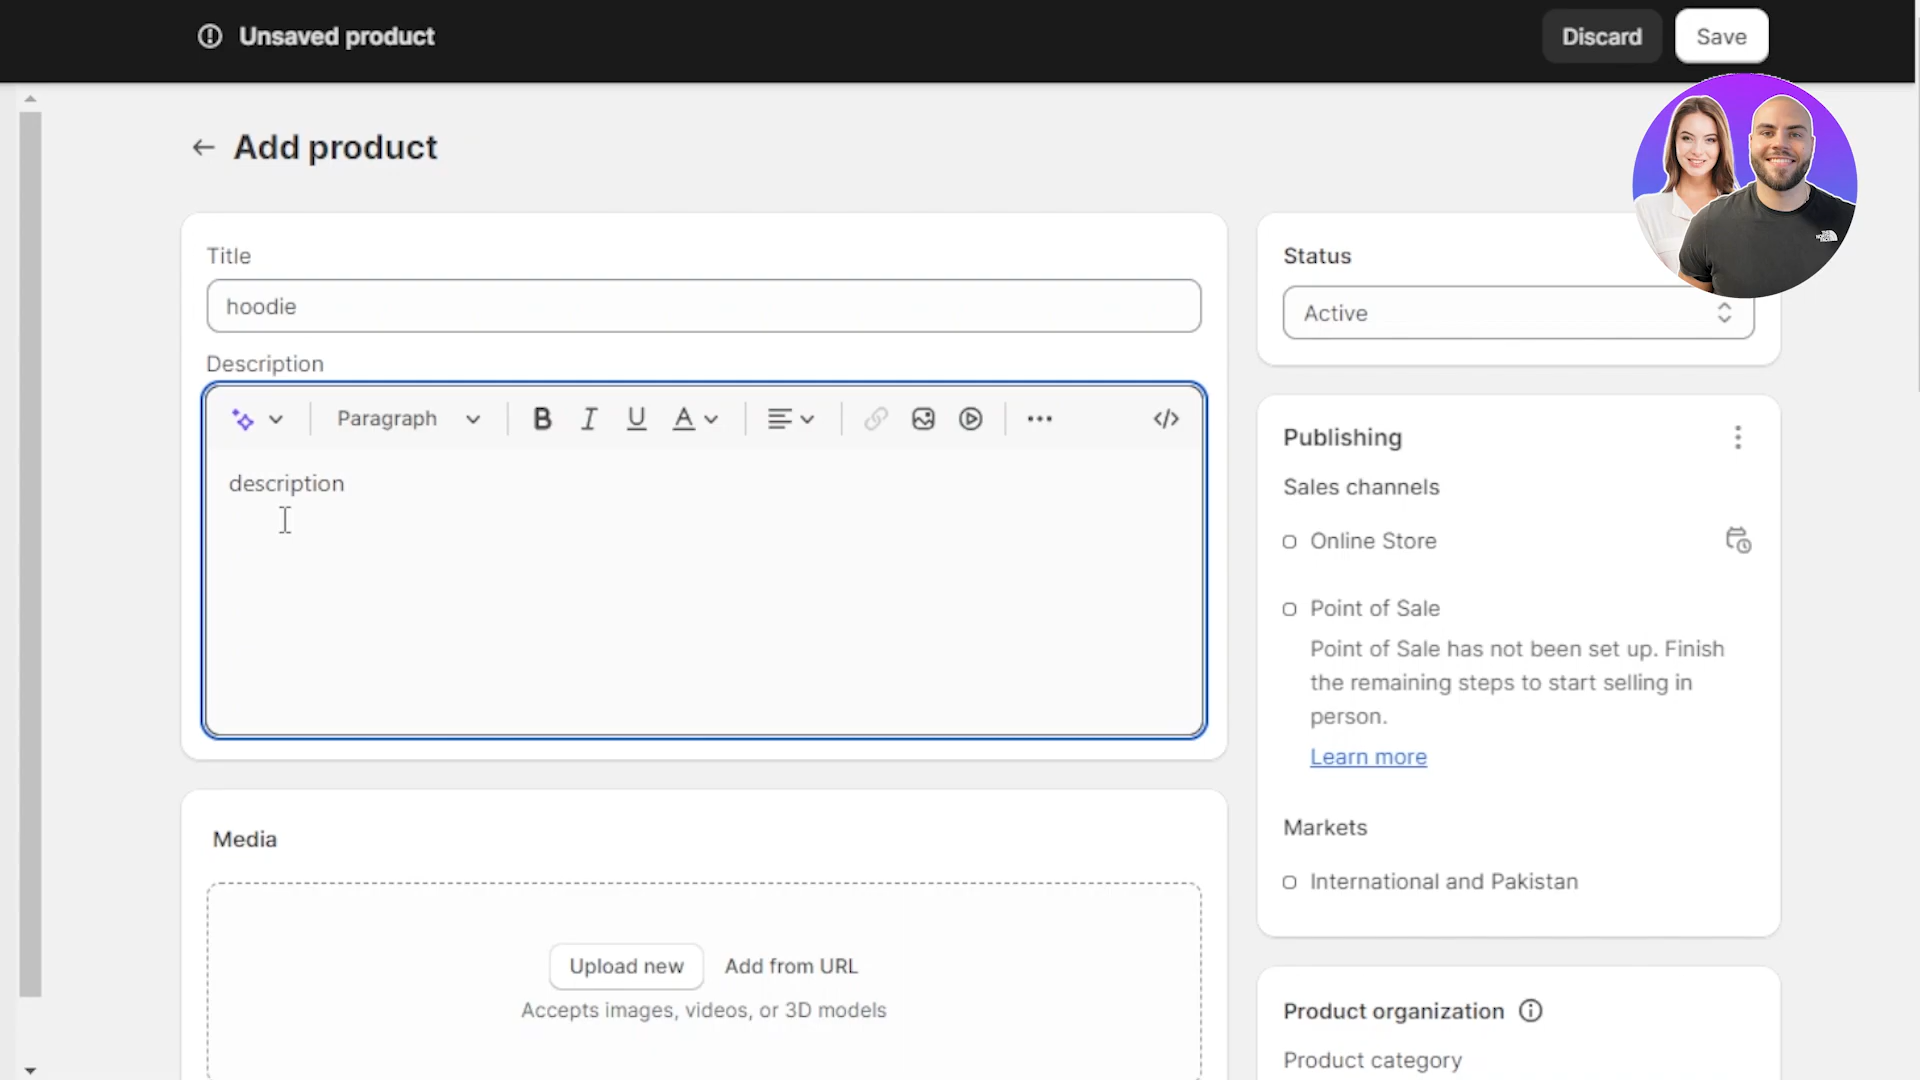 Unsaved product
Discard
Save
Add product
Title
hoodie
Description
Paragraph
B I U A
description
Media
Upload new
Add from URL
Accepts images, videos, or 3D models
Status
Active
Publishing
Sales channels
Online Store
Point of Sale
Point of Sale has not been set up. Finish
the remaining steps to start selling in
person.
Learn more
Markets
International and Pakistan
Product organization
Product category